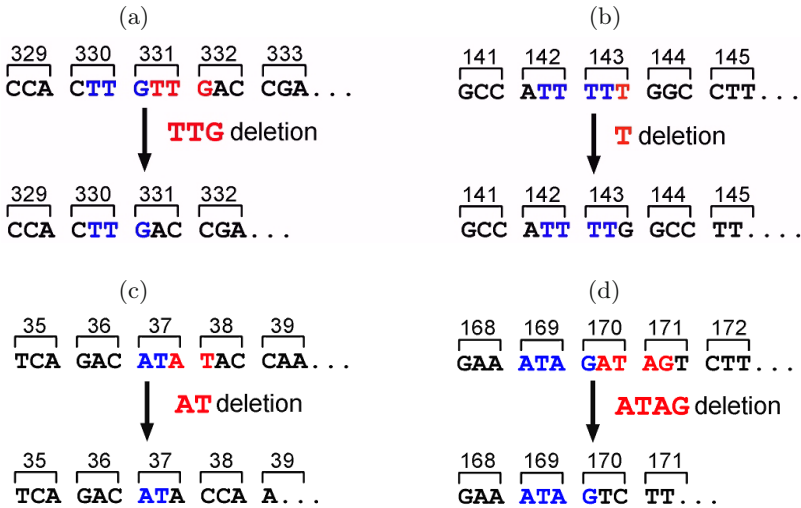 (a)
329 330 331 332 333
CCA CTT GTT GAC CGA...
TTG deletion
329 330 331 332
CCA CTT GAC CGA...
(b)
141 142 143 144 145
GCC ATT TTT GGC CTT....
T deletion
141 142 143 144 145
GCC ATT TTG GCC TT....
(c)
35 36 37 38 39
TCA GAC ATA TAC CAA...
AT deletion
35 36 37 38 39
TCA GAC ATA CCA A...
(d)
168 169 170 171 172
GAA ATA GAT AGT CTT...
ATAG deletion
168 169 170 171
GAA ATA GTC TT...